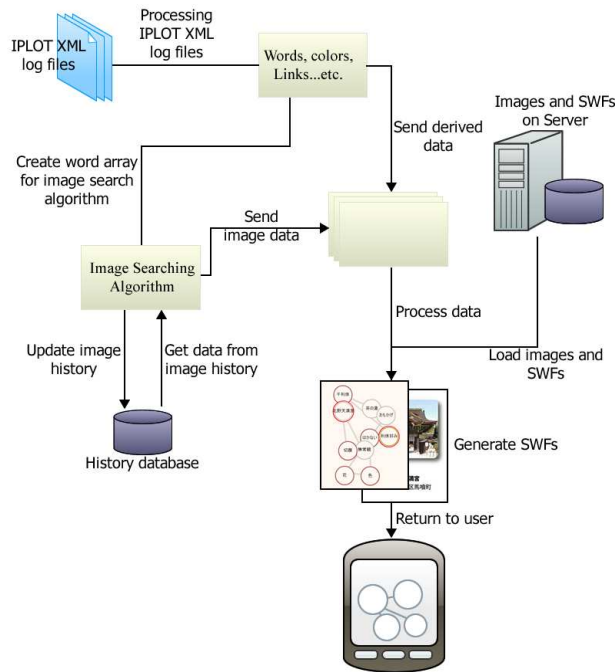 Processing
IPLOT XML
log files
IPLOT XML
log files
Words, colors,
Links...etc.
Images and SWFs
on Server
Send derived
data
Create word array
for image search
algorithm
Send
image data
Image Searching
Algorithm
Process data
Update image
history
Get data from
image history
Load images and
SWFs
History database
Generate SWFs
Return to user